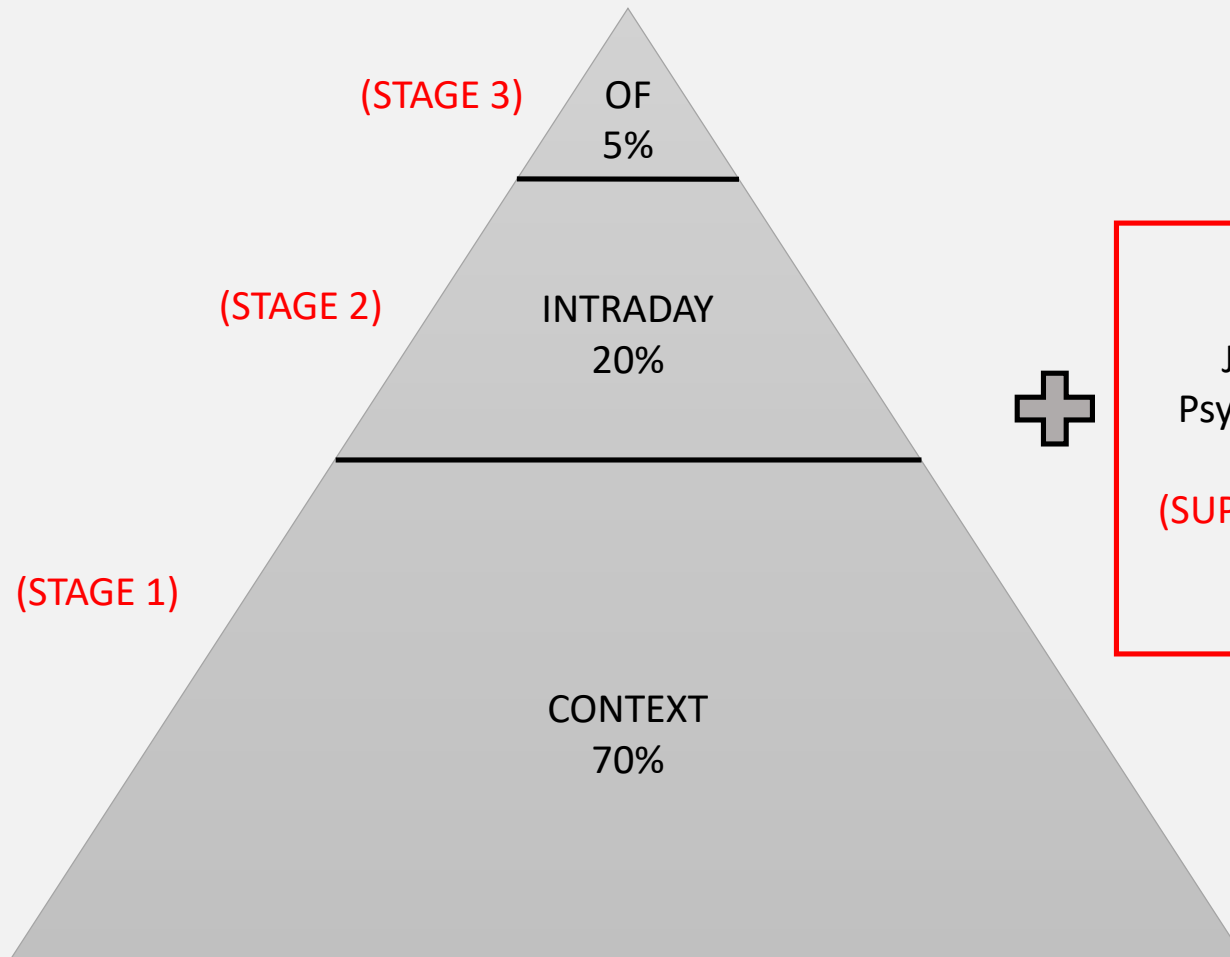 (STAGE 3)
OF
5%
(STAGE 2)
INTRADAY
20%
(STAGE 1)
CONTEXT
70%